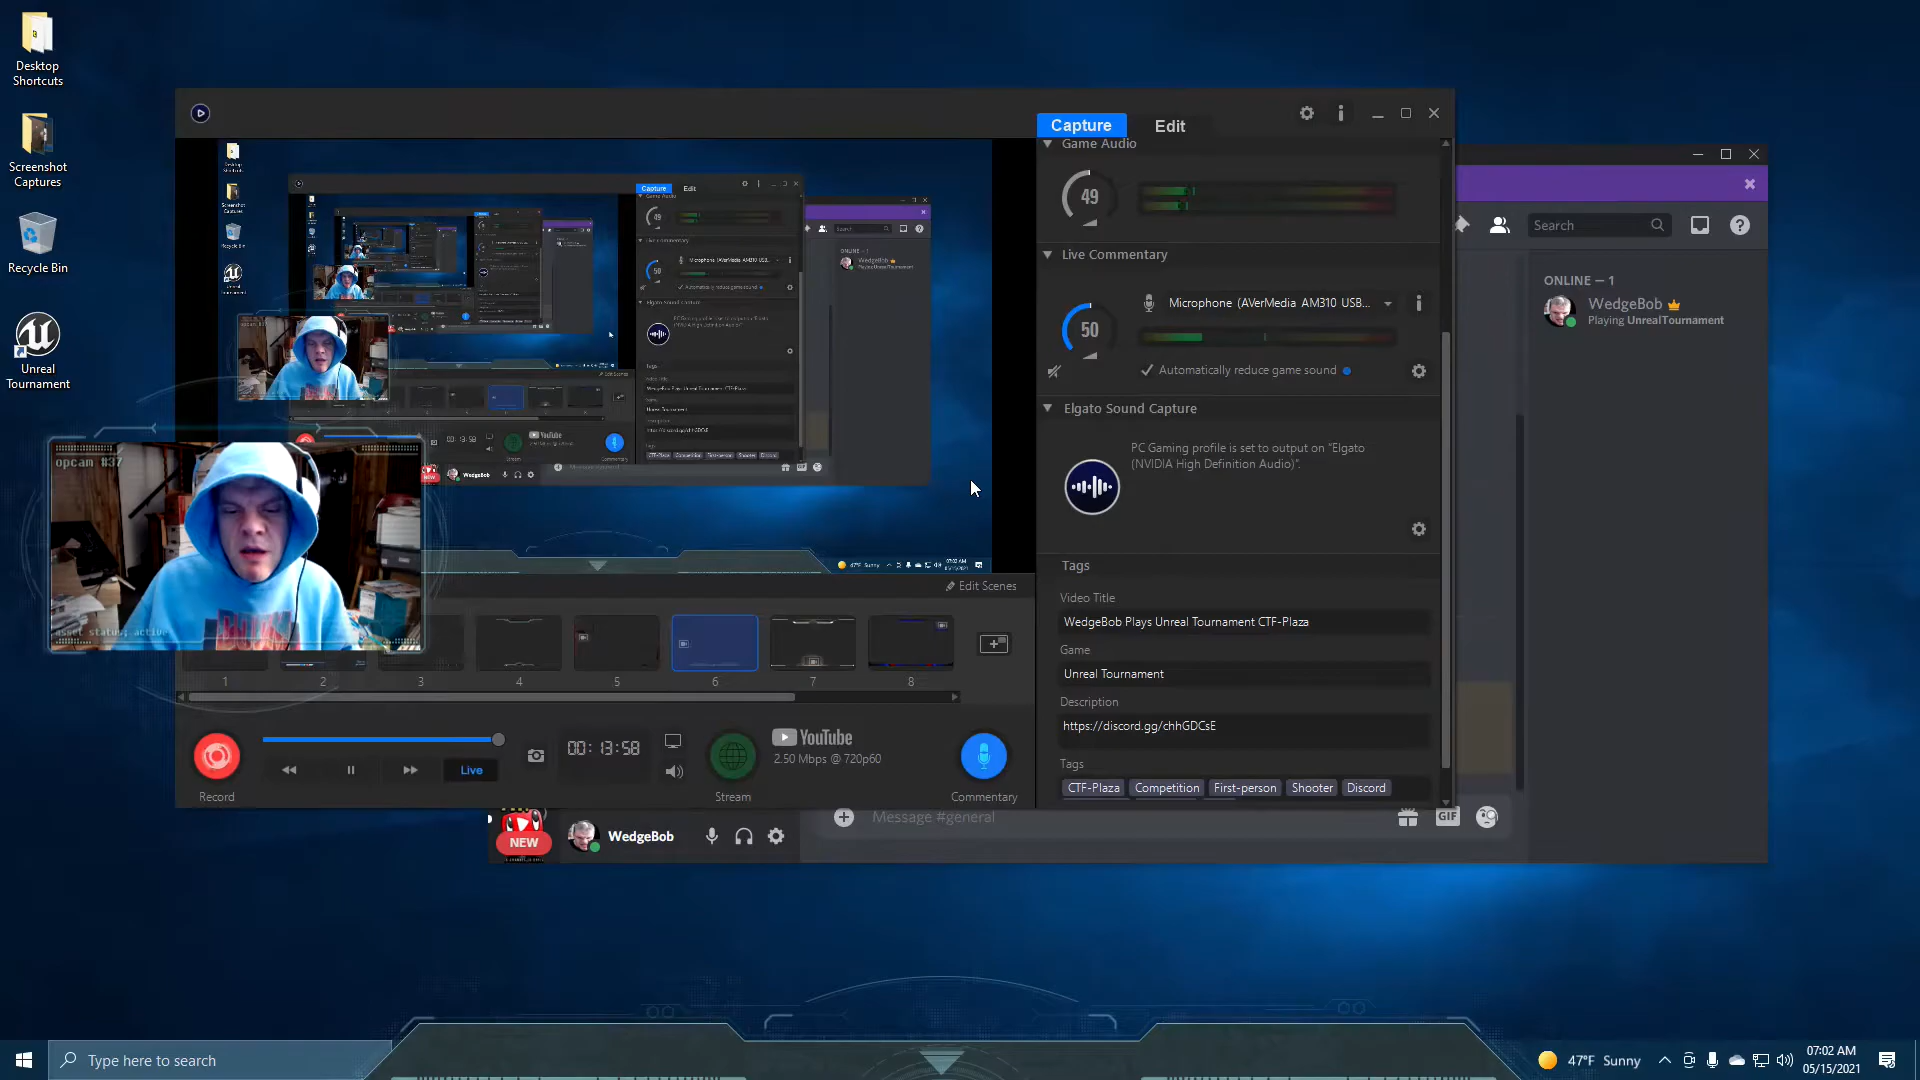 Desktop
Shortcuts
Screenshot
Captures
Recycle Bin
Unreal
Tournament
Capture
Edit
Game Audio
49
Live Commentary
50
Microphone (AVerMedia AM310 USB...
Automatically reduce game sound
Elgato Sound Capture
PC Gaming profile is set to output on "Elgato
(NVIDIA High Definition Audio)".
Tags
Video Title
WedgeBob Plays Unreal Tournament CTF-Plaza
Game
Unreal Tournament
Description
https://discord.gg/chhGDCsE
Tags
CTF-Plaza
Competition
First-person
Shooter
Discord
opcam #37
asset status: active
Edit Scenes
1
2
3
4
5
6
7
8
00:13:58
Live
YouTube
2.50 Mbps @ 720p60
Record
Stream
Commentary
Search
ONLINE — 1
WedgeBob
Playing UnrealTournament
NEW
WedgeBob
Message #general
GIF
Type here to search
47°F Sunny
07:02 AM
05/15/2021